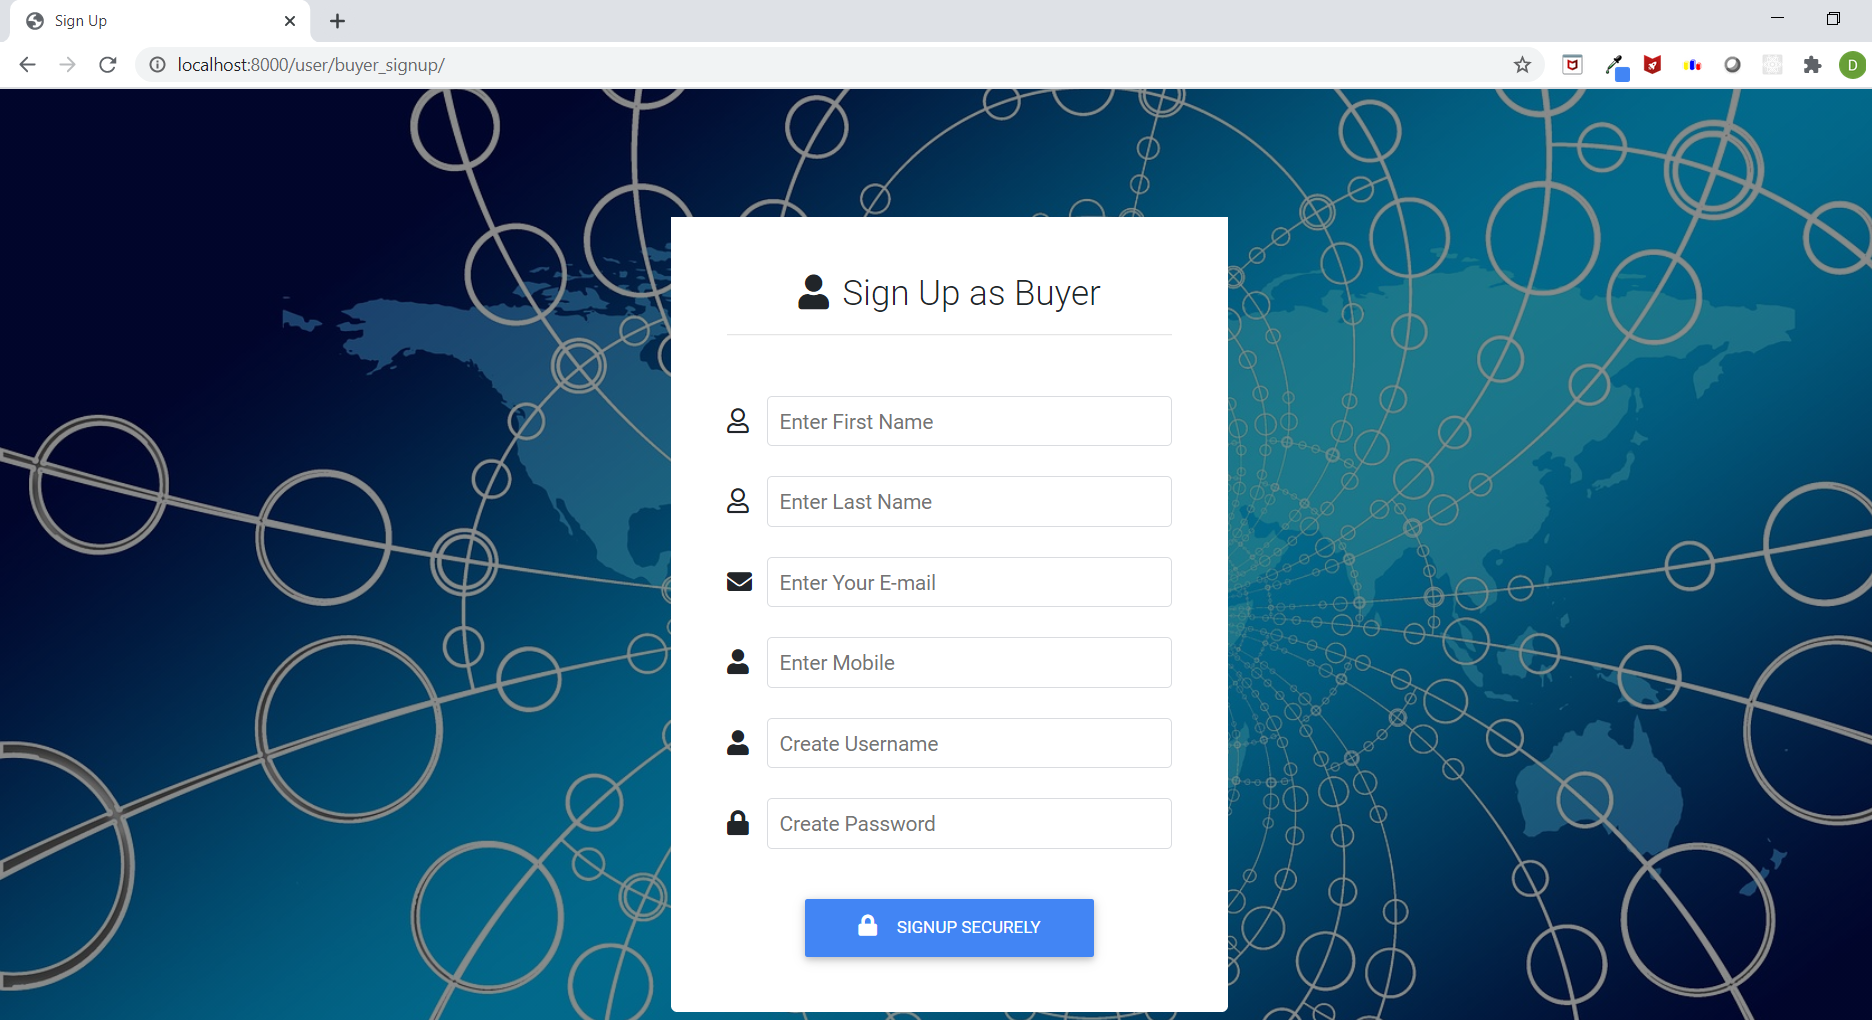 Sign Up
localhost:8000/user/buyer_signup/
D
Sign Up as Buyer
Enter First Name
Enter Last Name
Enter Your E-mail
Enter Mobile
Create Username
Create Password
SIGNUP SECURELY